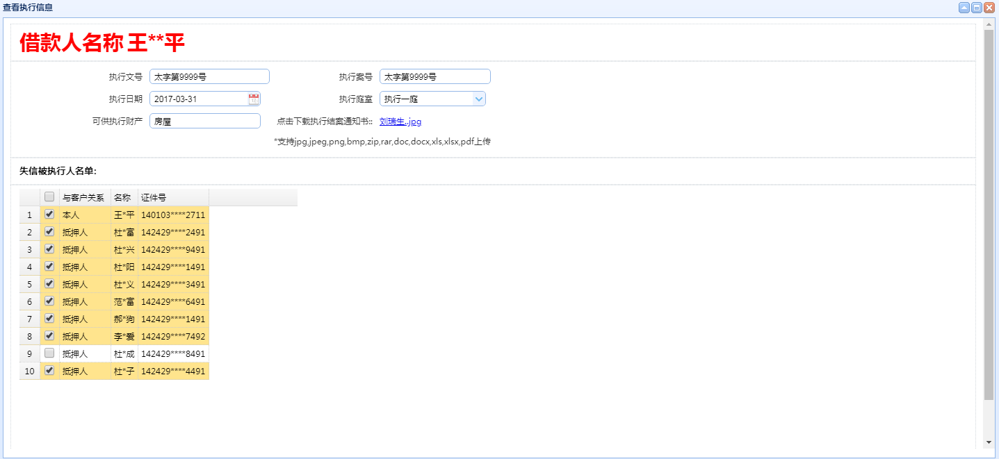 查看执行信息
借款人名称 王**平
执行文号 太字第9999号 执行案号 太字第9999号
执行日期 2017-03-31 执行庭室 执行一庭
可供执行财产 房屋 点击下载执行结案通知书:: 刘瑞生..jpg
*支持jpg,jpeg,png,bmp,zip,rar,doc,docx,xls,xlsx,pdf上传
失信被执行人名单:
与客户关系 名称 证件号
1 本人 王*平 140103****2711
2 抵押人 杜*富 142429****2491
3 抵押人 杜*兴 142429****9491
4 抵押人 杜*阳 142429****1491
5 抵押人 杜*义 142429****3491
6 抵押人 范*富 142429****6491
7 抵押人 郝*狗 142429****1491
8 抵押人 李*爱 142429****7492
9 抵押人 杜*成 142429****8491
10 抵押人 杜*子 142429****4491